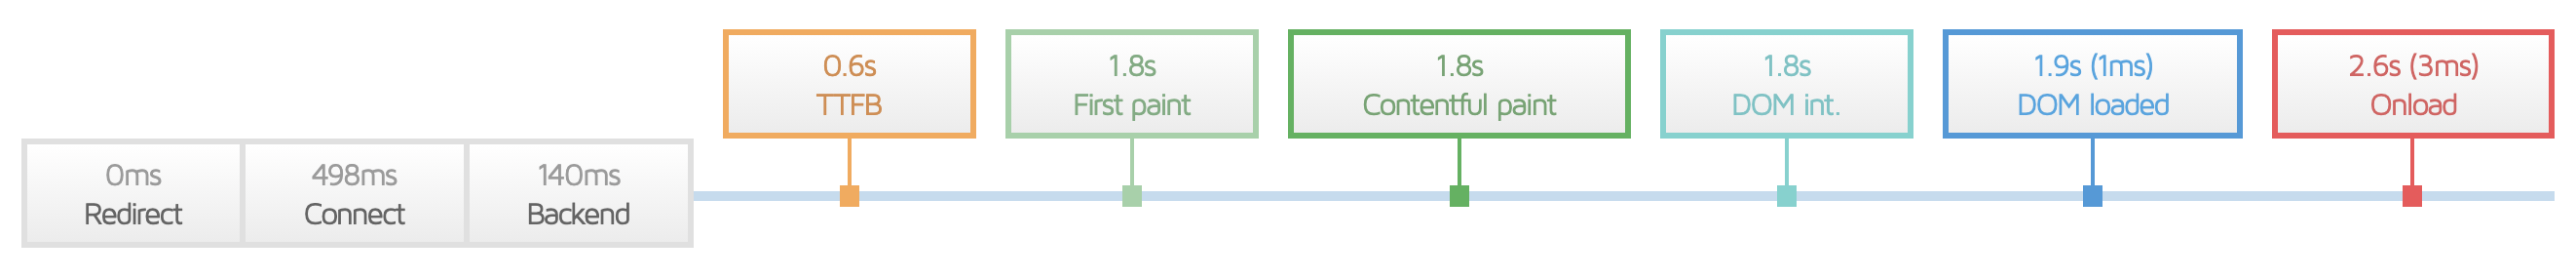 0ms
Redirect
498ms
Connect
140ms
Backend
0.6s
TTFB
1.8s
First paint
1.8s
Contentful paint
1.8s
DOM int.
1.9s (1ms)
DOM loaded
2.6s (3ms)
Onload